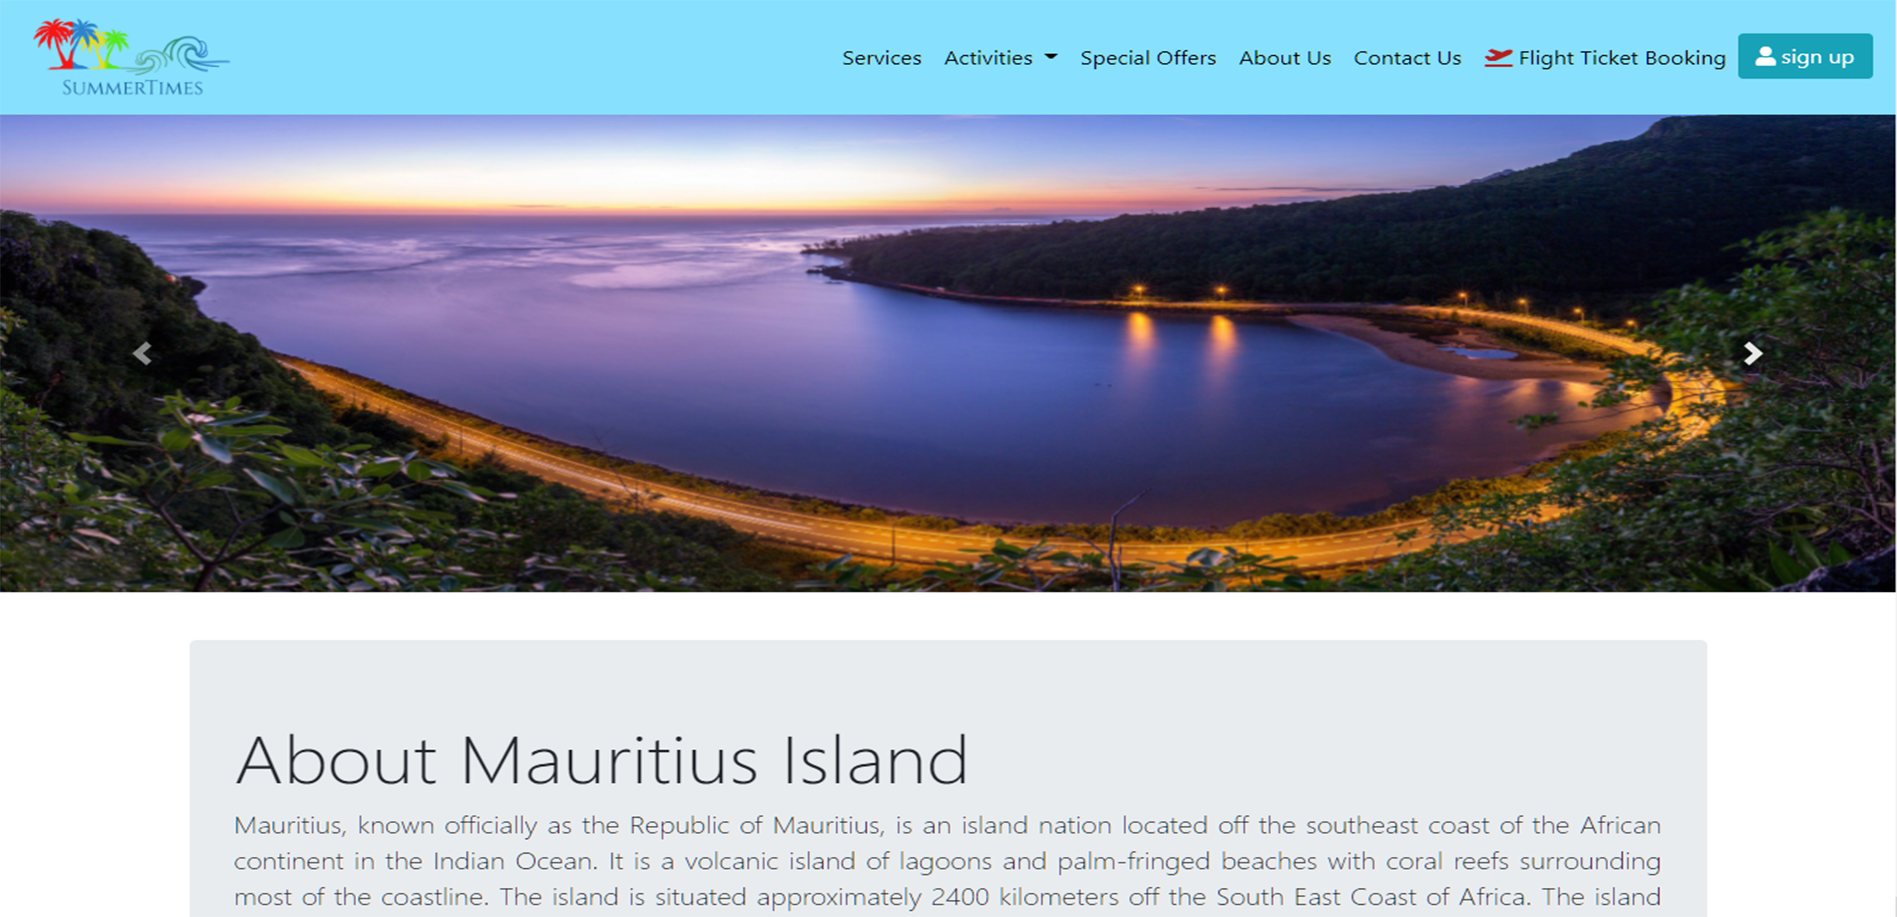 SUMMERTIMES
Services Activities Special Offers About Us Contact Us Flight Ticket Booking sign up
About Mauritius Island
Mauritius, known officially as the Republic of Mauritius, is an island nation located off the southeast coast of the African
continent in the Indian Ocean. It is a volcanic island of lagoons and palm-fringed beaches with coral reefs surrounding
most of the coastline. The island is situated approximately 2400 kilometers off the South East Coast of Africa. The island